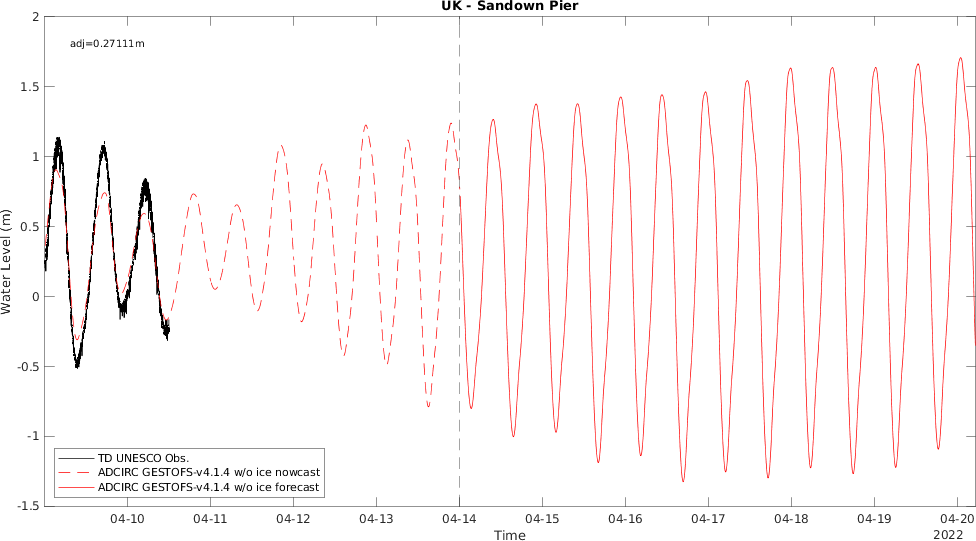 UK - Sandown Pier
adj=0.27111m
Water Level (m)
2
1.5
1
0.5
0
-0.5
-1
-1.5
TD UNESCO Obs.
ADCIRC GESTOFS-v4.1.4 w/o ice nowcast
ADCIRC GESTOFS-v4.1.4 w/o ice forecast
04-10 04-11 04-12 04-13 04-14 04-15 04-16 04-17 04-18 04-19 04-20
Time
2022